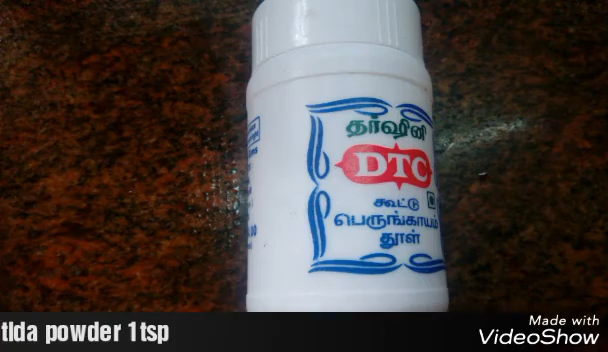 தர்ஷினி
DTC
கூட்டு
பெருங்காயம்
தூள்
tida powder 1tsp
Made with
VideoShow